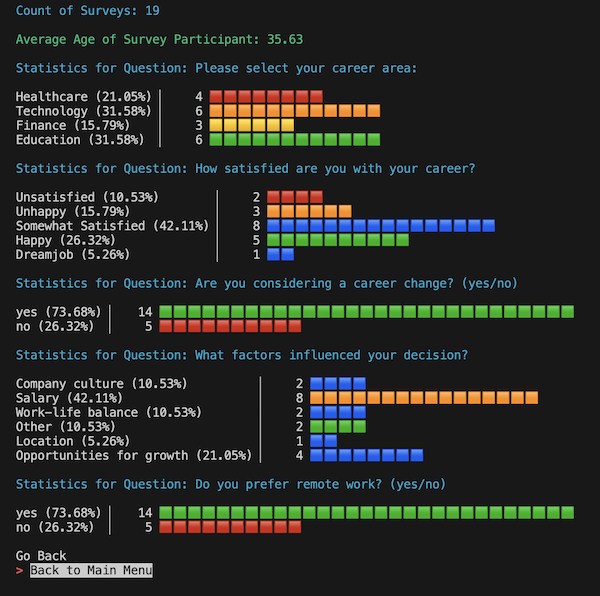 Count of Surveys: 19
Average Age of Survey Participant: 35.63
Statistics for Question: Please select your career area:
Healthcare (21.05%) 4
Technology (31.58%) 6
Finance (15.79%) 3
Education (31.58%) 6
Statistics for Question: How satisfied are you with your career?
Unsatisfied (10.53%) 2
Unhappy (15.79%) 3
Somewhat Satisfied (42.11%) 8
Happy (26.32%) 5
Dreamjob (5.26%) 1
Statistics for Question: Are you considering a career change? (yes/no)
yes (73.68%) 14
no (26.32%) 5
Statistics for Question: What factors influenced your decision?
Company culture (10.53%) 2
Salary (42.11%) 8
Work-life balance (10.53%) 2
Other (10.53%) 2
Location (5.26%) 1
Opportunities for growth (21.05%) 4
Statistics for Question: Do you prefer remote work? (yes/no)
yes (73.68%) 14
no (26.32%) 5
Go Back
> Back to Main Menu